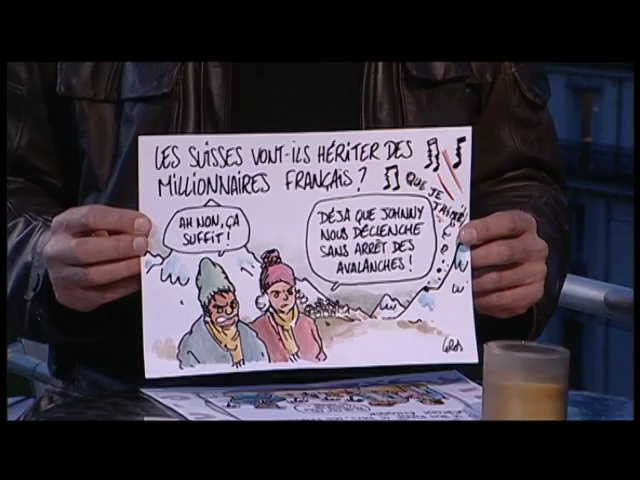 LES SUISSES VONT-ILS HÉRITER DES
MILLIONNAIRES FRANÇAIS ?
QUE JE
T'AIME
AH NON, ÇA
SUFFIT !
DÉJÀ QUE JOHNNY
NOUS DÉCLENCHE
SANS ARRÊT DES
AVALANCHES !